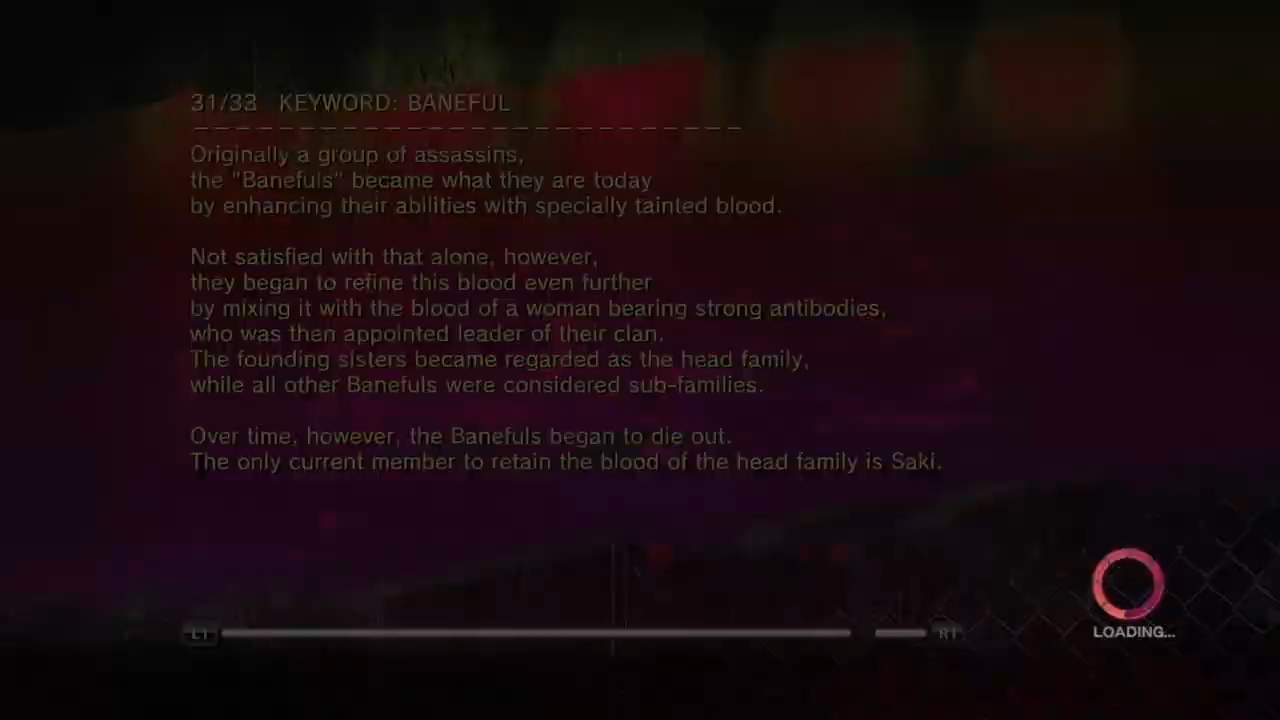 31/33 KEYWORD: BANEFUL
Originally a group of assassins,
the "Banefuls" became what they are today
by enhancing their abilities with specially tainted blood.
Not satisfied with that alone, however,
they began to refine this blood even further
by mixing it with the blood of a woman bearing strong antibodies,
who was then appointed leader of their clan.
The founding sisters became regarded as the head family,
while all other Banefuls were considered sub-families.
Over time, however, the Banefuls began to die out.
The only current member to retain the blood of the head family is Saki.
L1 R1
LOADING...